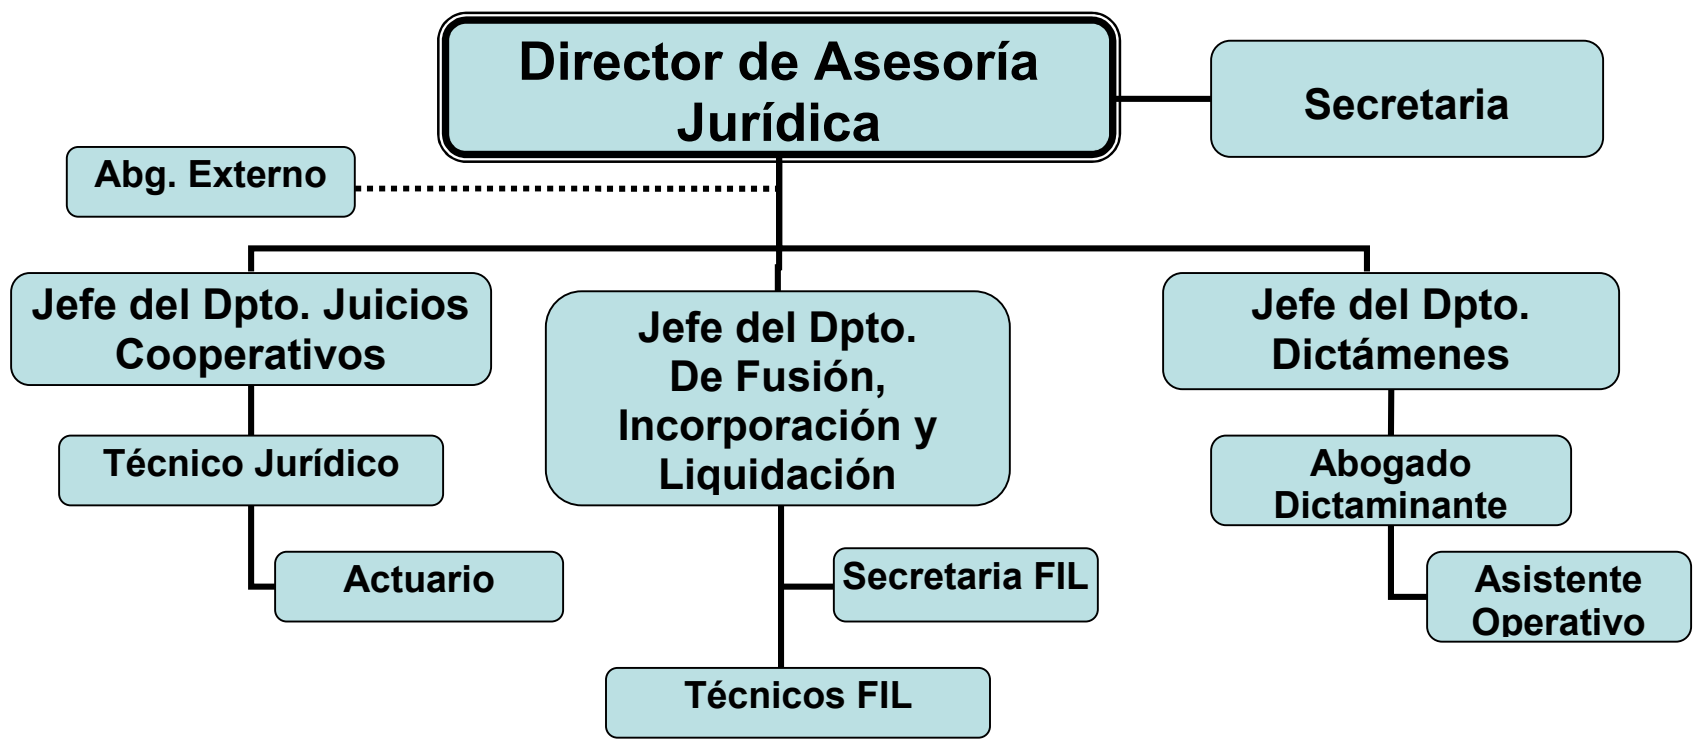 Director de Asesoría
Jurídica
Secretaria
Abg. Externo
Jefe del Dpto. Juicios
Cooperativos
Jefe del Dpto.
De Fusión,
Incorporación y
Liquidación
Jefe del Dpto.
Dictámenes
Técnico Jurídico
Abogado
Dictaminante
Actuario
Secretaria FIL
Asistente
Operativo
Técnicos FIL